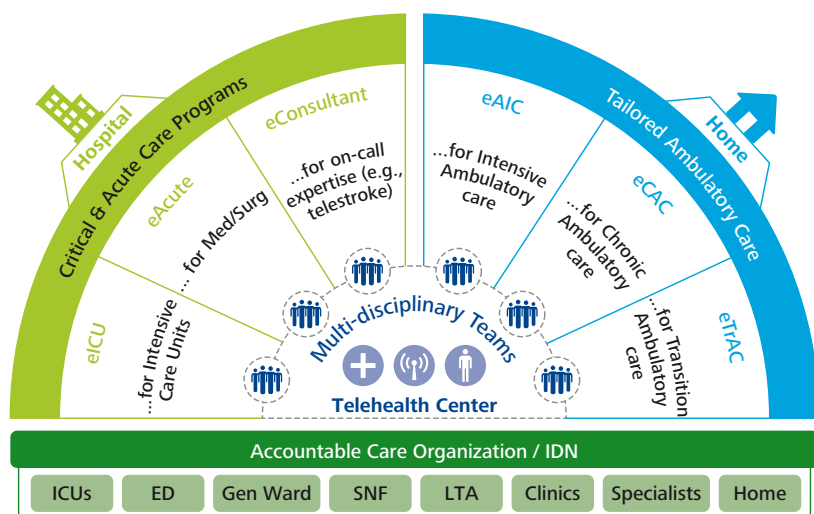 Hospital
Critical & Acute Care Programs
eICU
...for Intensive
Care Units
eAcute
... for Med/Surg
eConsultant
...for on-call
expertise (e.g.,
telestroke)
Home
Tailored Ambulatory Care
eAIC
...for Intensive
Ambulatory
care
eCAC
...for Chronic
Ambulatory
care
eTrAC
...for Transition
Ambulatory
care
Multi-disciplinary Teams
Telehealth Center
Accountable Care Organization / IDN
ICUs
ED
Gen Ward
SNF
LTA
Clinics
Specialists
Home